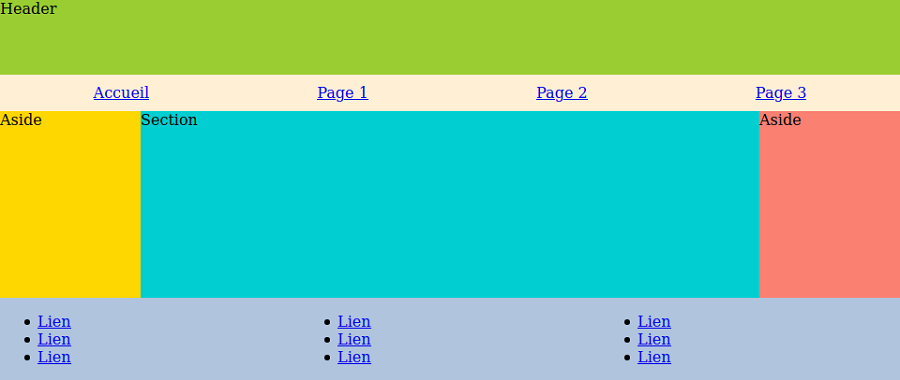 Header
Accueil Page 1 Page 2 Page 3
Aside Section Aside
Lien Lien Lien
Lien Lien Lien
Lien Lien Lien